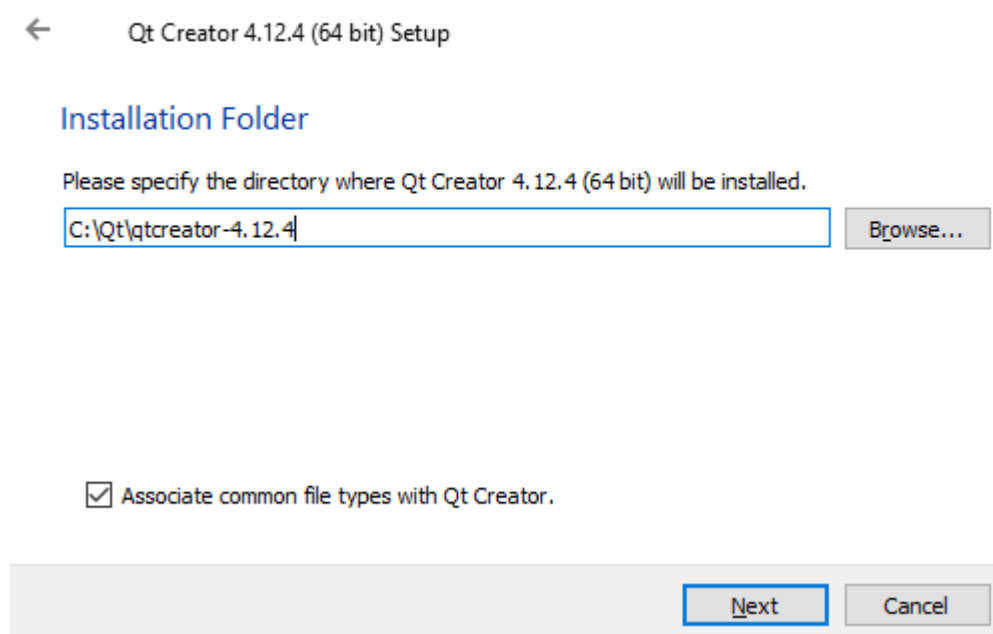 Qt Creator 4.12.4 (64 bit) Setup
Installation Folder
Please specify the directory where Qt Creator 4.12.4 (64 bit) will be installed.
C:\Qt\qtcreator-4.12.4
Browse...
Associate common file types with Qt Creator.
Next
Cancel